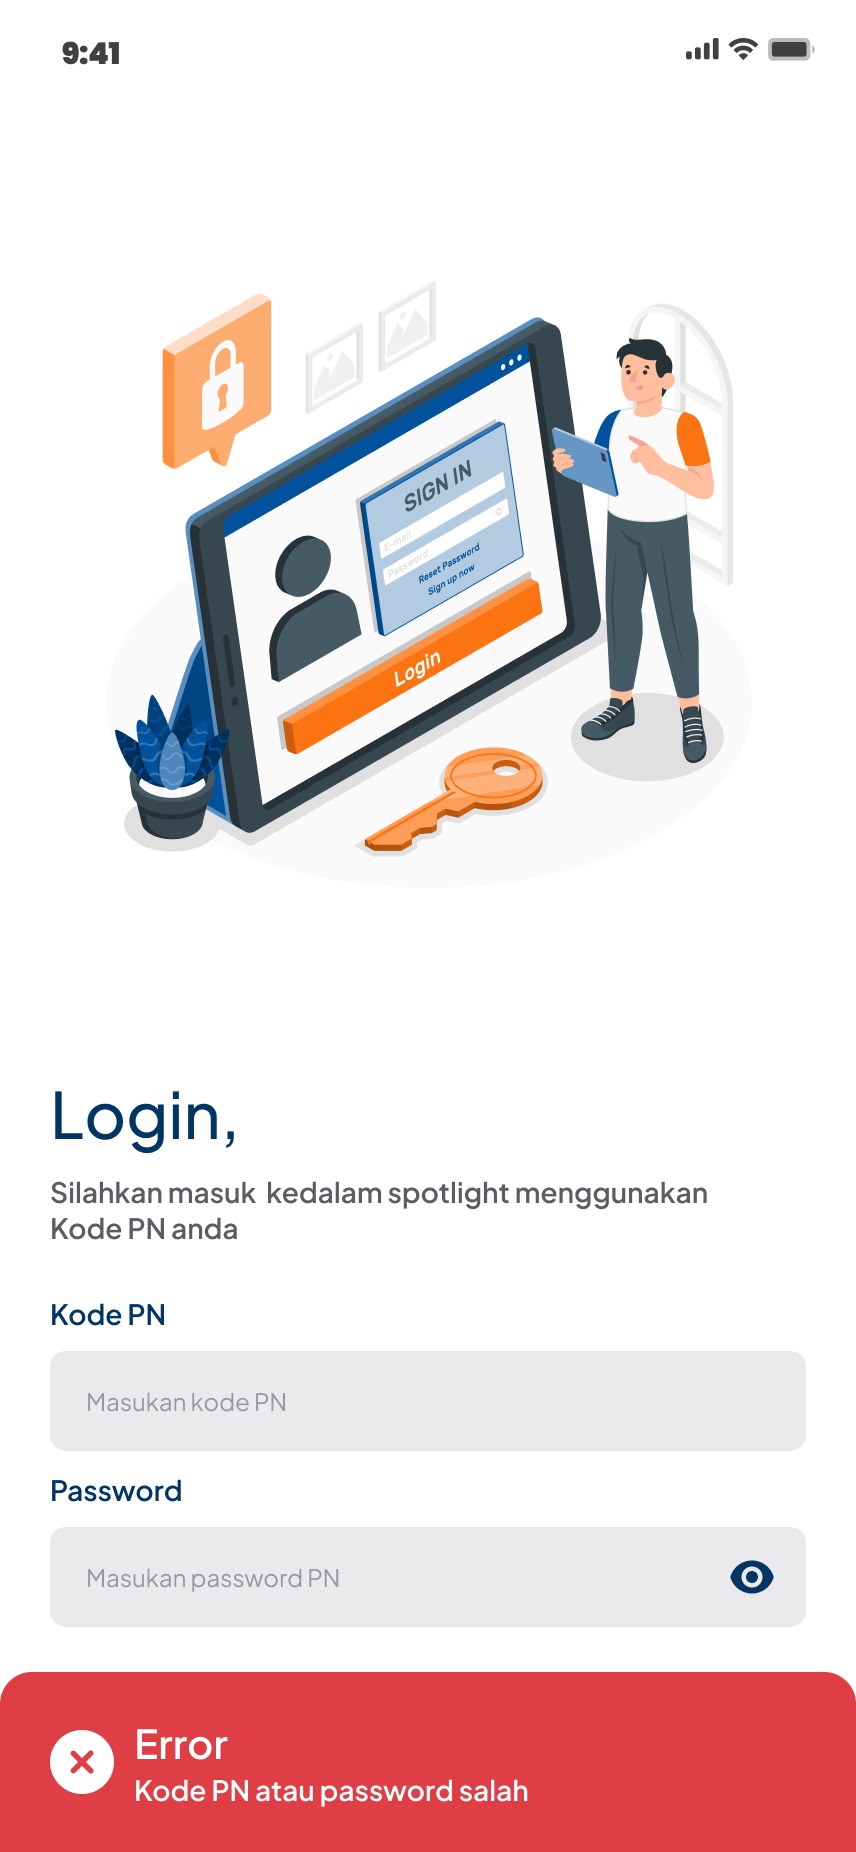 9:41
SIGN IN
E-mail
Password
Reset Password
Sign up now
Login
Login,
Silahkan masuk  kedalam spotlight menggunakan
Kode PN anda
Kode PN
Masukan kode PN
Password
Masukan password PN
Error
Kode PN atau password salah